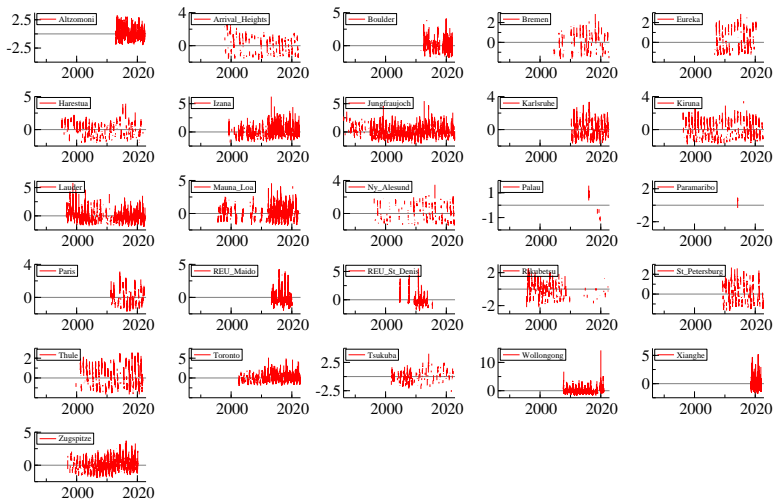 2.5 Altzomoni 4 Arrival_Heights Boulder 2 Bremen Eureka
-2.5 0 0 0 0
2000 2020 2000 2020 2000 2020 2000 2020 2000 2020
5 Harestua 5 Izana 5 Jungfraujoch 4 Karlsruhe 4 Kiruna
0 0 0 0 0
2000 2020 2000 2020 2000 2020 2000 2020 2000 2020
5 Lauder 5 Mauna_Loa 4 Ny_Alesund 1 Palau 2 Paramaribo
0 0 0 -1 -2
2000 2020 2000 2020 2000 2020 2000 2020 2000 2020
4 Paris 5 REU_Maido 5 REU_St_Denis 2 Rikubetsu St_Petersburg
0 0 0 0 -2 0
2000 2020 2000 2020 2000 2020 2000 2020 2000 2020
3 Thule 5 Toronto 2.5 Tsukuba 10 Wollongong 5 Xianghe
0 0 -2.5 0 0
2000 2020 2000 2020 2000 2020 2000 2020 2000 2020
5 Zugspitze
0
2000 2020